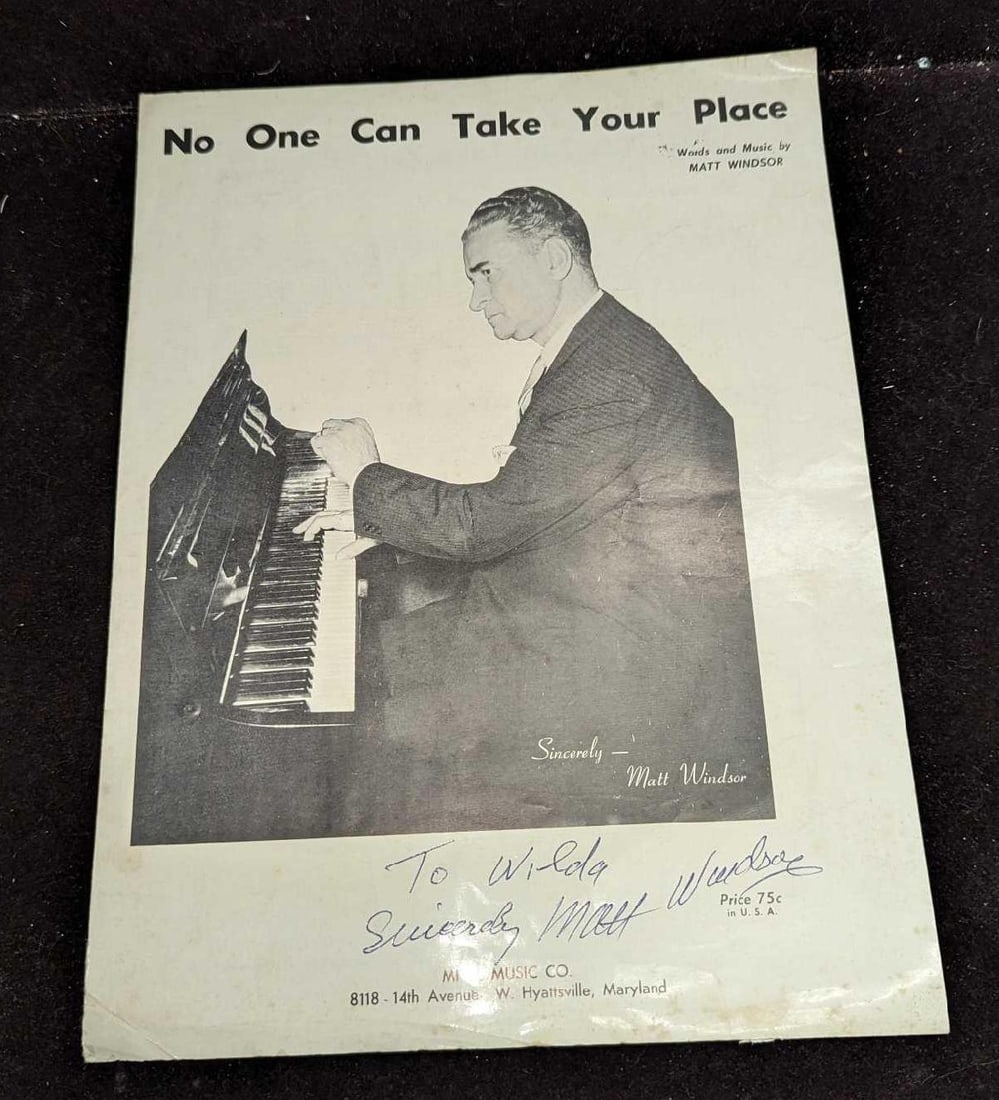 No One Can Take Your Place
Words and Music by
MATT WINDSOR
Sincerely —
Matt Windsor
To Wilda
Sincerely Matt Windsor
Price 75c
in U. S. A.
MUSIC CO.
8118 - 14th Avenue W. Hyattsville, Maryland